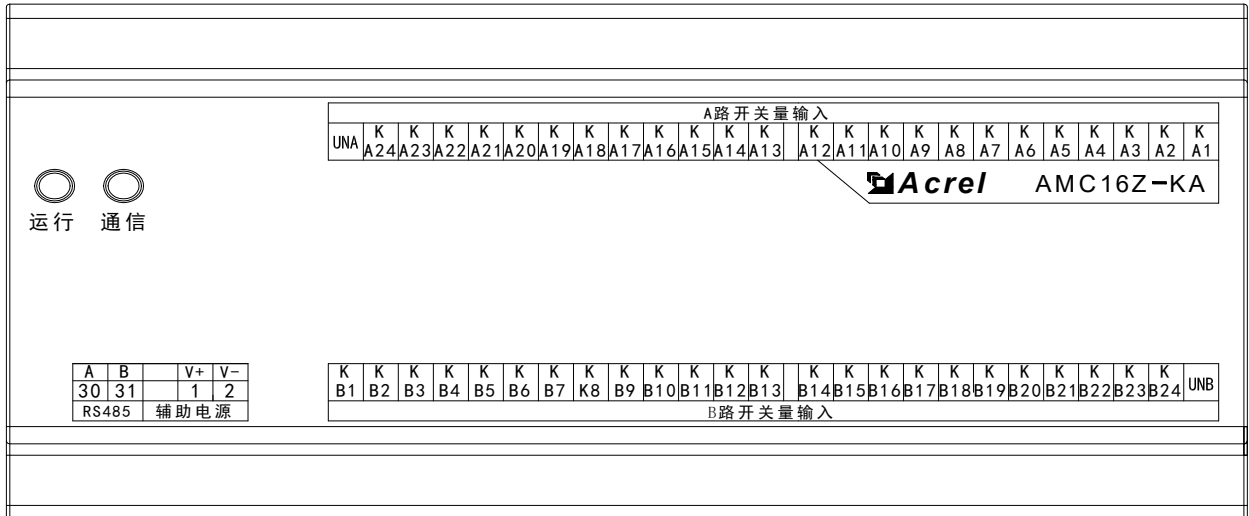 A路开关量输入
UNA K K K K K K K K K K K K K K K K K K K K K K K K
A24 A23 A22 A21 A20 A19 A18 A17 A16 A15 A14 A13 A12 A11 A10 A9 A8 A7 A6 A5 A4 A3 A2 A1
Acrel AMC16Z-KA
运行 通信
A B V+ V-
30 31 1 2
RS485 辅助电源
K K K K K K K K K K K K K K K K K K K K K K K K UNB
B1 B2 B3 B4 B5 B6 B7 K8 B9 B10 B11 B12 B13 B14 B15 B16 B17 B18 B19 B20 B21 B22 B23 B24
B路开关量输入